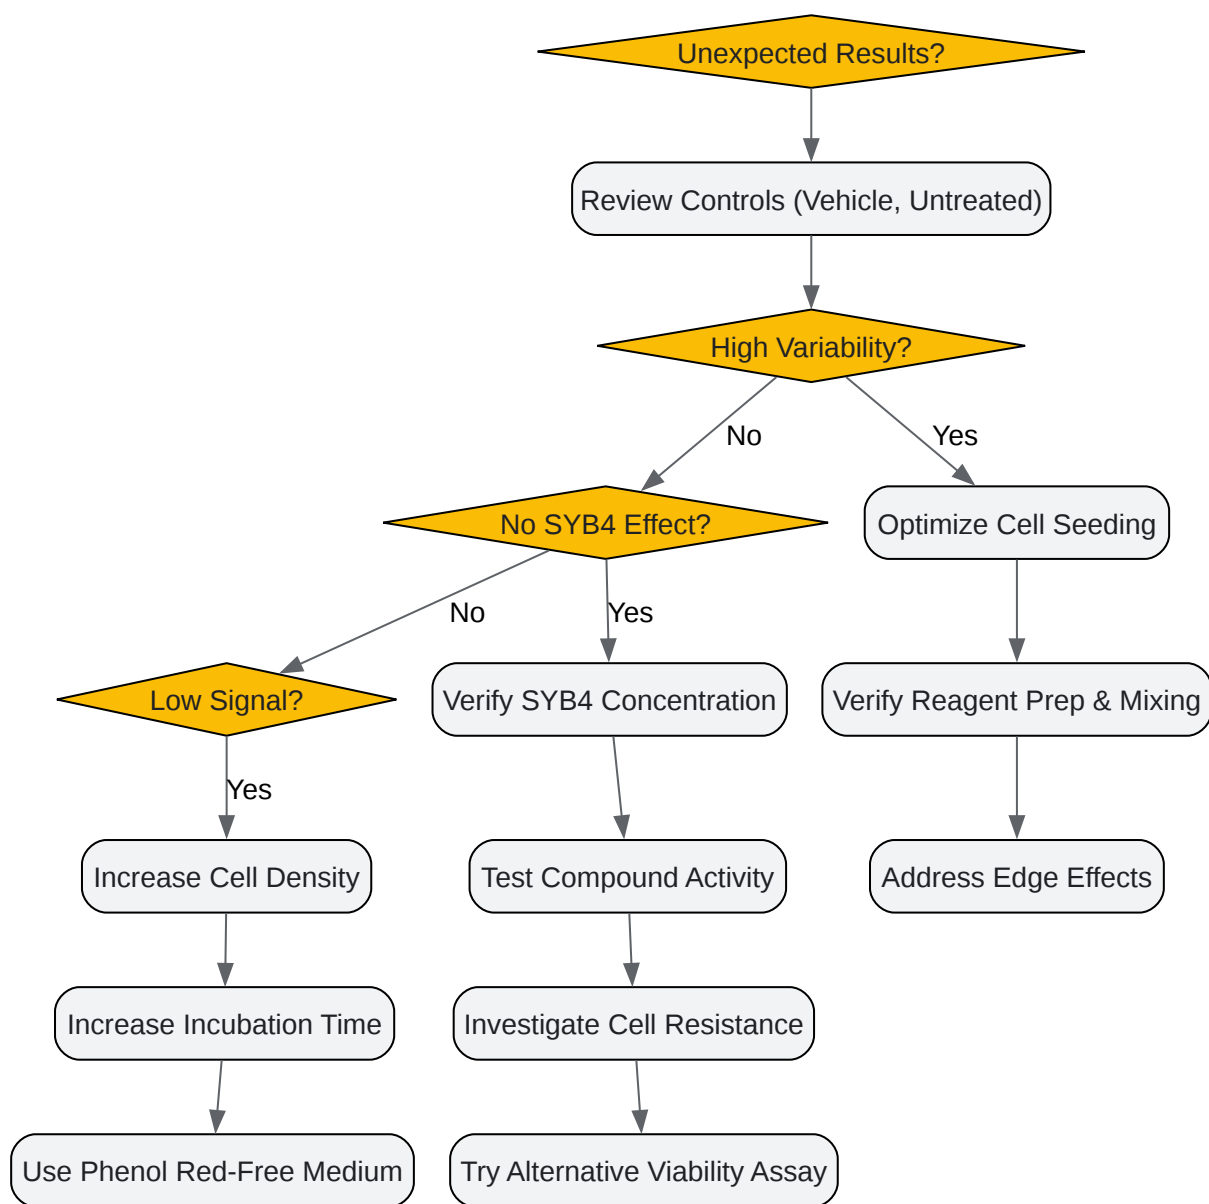 Unexpected Results?
Review Controls (Vehicle, Untreated)
High Variability?
No
Yes
No SYB4 Effect?
Optimize Cell Seeding
No
Yes
Low Signal?
Verify SYB4 Concentration
Verify Reagent Prep & Mixing
Yes
Increase Cell Density
Test Compound Activity
Address Edge Effects
Increase Incubation Time
Investigate Cell Resistance
Use Phenol Red-Free Medium
Try Alternative Viability Assay